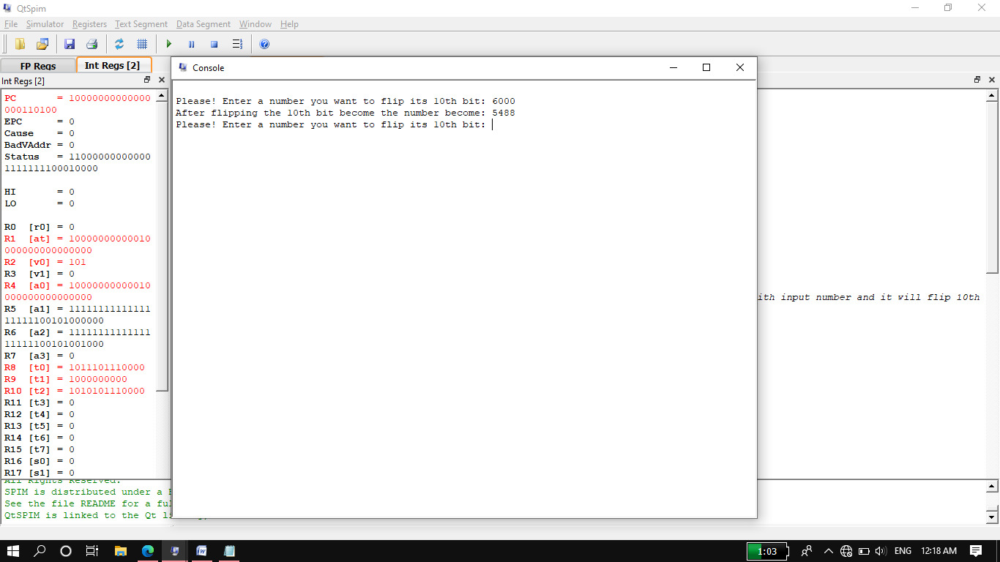 QtSpim
File Simulator Registers Text Segment Data Segment Window Help
FP Regs Int Regs [2]
Int Regs [2]
PC = 10000000000000
000110100
EPC = 0
Cause = 0
BadVAddr = 0
Status = 11000000000000
1111111100010000
HI = 0
LO = 0
R0 [r0] = 0
R1 [at] = 10000000000010
000000000000000
R2 [v0] = 101
R3 [v1] = 0
R4 [a0] = 10000000000010
000000000000000
R5 [a1] = 11111111111111
11111100101000000
R6 [a2] = 11111111111111
11111100101001000
R7 [a3] = 0
R8 [t0] = 1011101110000
R9 [t1] = 1000000000
R10 [t2] = 1010101110000
R11 [t3] = 0
R12 [t4] = 0
R13 [t5] = 0
R14 [t6] = 0
R15 [t7] = 0
R16 [s0] = 0
R17 [s1] = 0
Console
Please! Enter a number you want to flip its 10th bit: 6000
After flipping the 10th bit become the number become: 5488
Please! Enter a number you want to flip its 10th bit:
ith input number and it will flip 10th
All Rights Reserved.
SPIM is distributed under a
See the file README for a ful
QtSPIM is linked to the Qt li
1:03 ENG 12:18 AM